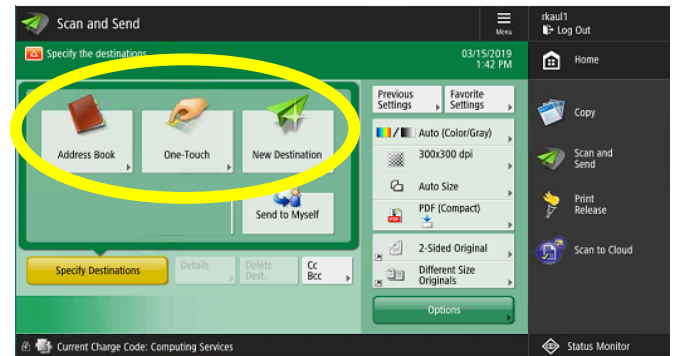 Scan and Send
Menu
rkaul1
Log Out
Specify the destinations.
03/15/2019
1:42 PM
Home
Address Book
One-Touch
New Destination
Send to Myself
Specify Destinations
Details
Delete
Dest.
Cc
Bcc
Previous
Settings
Favorite
Settings
Auto (Color/Gray)
300x300 dpi
Auto Size
PDF (Compact)
2-Sided Original
Different Size
Originals
Options
Copy
Scan and
Send
Print
Release
Scan to Cloud
Current Charge Code: Computing Services
Status Monitor